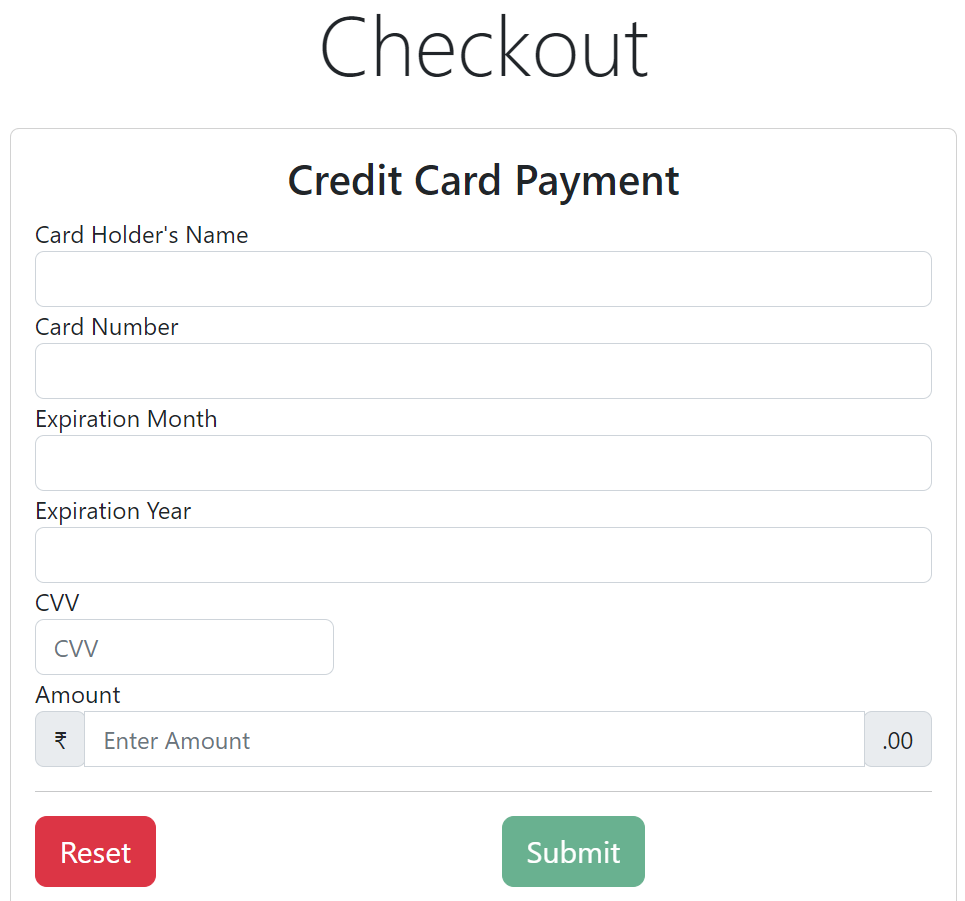 Checkout
Credit Card Payment
Card Holder's Name
Card Number
Expiration Month
Expiration Year
CVV
CVV
Amount
₹ Enter Amount .00
Reset Submit